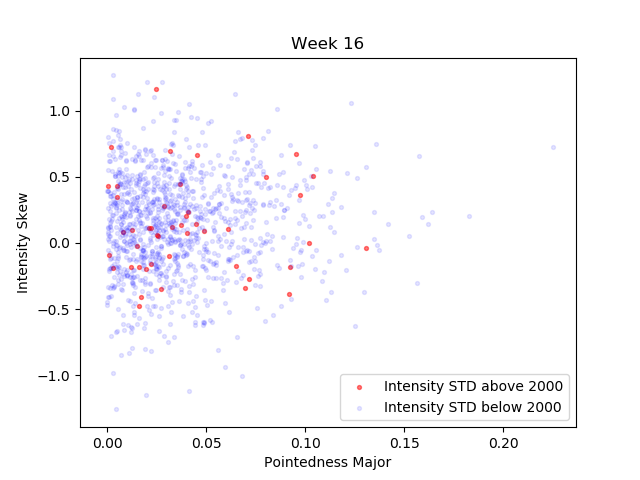 Week 16
1.0
0.5
0.0
−0.5
−1.0
Intensity Skew
Intensity STD above 2000
Intensity STD below 2000
0.00 0.05 0.10 0.15 0.20
Pointedness Major